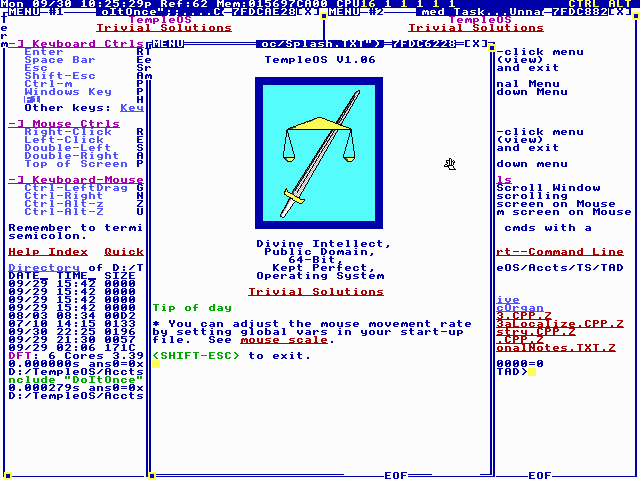 Mon 09/30 10:25:29p Ref:62 Mem:015697CA00 CPU16 1 1 1 1 1 CTRL ALT
MENU #1 oitOnce";;....Cc 7FDCAE28[X]
MENU #2 med Task...Unna 7FDC882[X]
TempleOS
Trivial Solutions
-] Keyboard Ctrls
Enter
Space Bar
Esc
Shift-Esc
Ctrl-m
Windows Key
Other keys: Key
-] Mouse Ctrls
Right-Click
Left-Click
Double-Left
Double-Right
Top of Screen
-] Keyboard-Mouse
Ctrl-LeftDrag
Ctrl-Right
Ctrl-Alt-z
Ctrl-Alt-Z
Remember to termi
semicolon.
Help Index Quick
Directory of D:/T
DATE_ TIME_ SIZE
09/29 15:42 0000
09/29 15:42 0000
09/29 15:42 0000
09/29 15:42 0000
08/03 08:34 00D2
07/10 14:15 0133
09/30 22:25 0196
09/29 21:30 0057
09/29 02:06 171C
DFT: 6 Cores 3.39
0.000000s ans0=0x
D:/TempleOS/Accts
nclude "DoItOnce"
0.000279s ans0=0x
D:/TempleOS/Accts
MENU oc/Splash.TXT") 7FDC6228[X]
TempleOS V1.06
Divine Intellect,
Public Domain,
64-Bit,
Kept Perfect,
Operating System
Trivial Solutions
Tip of day
* You can adjust the mouse movement rate
by setting global vars in your start-up
file. See mouse scale.
<SHIFT-ESC> to exit.
EOF
TempleOS
Trivial Solutions
-click menu
(view)
and exit
nal Menu
down Menu
-click menu
(view)
and exit
down menu
ls
Scroll Window
scrolling
screen on Mouse
m screen on Mouse
cmds with a
rt--Command Line
eOS/Accts/TS/TAD
ive
cOrgan
3.CPP.Z
3aLocalize.CPP.Z
stry.CPP.Z
.CPP.Z
onalNotes.TXT.Z
0000=0
TAD>
EOF